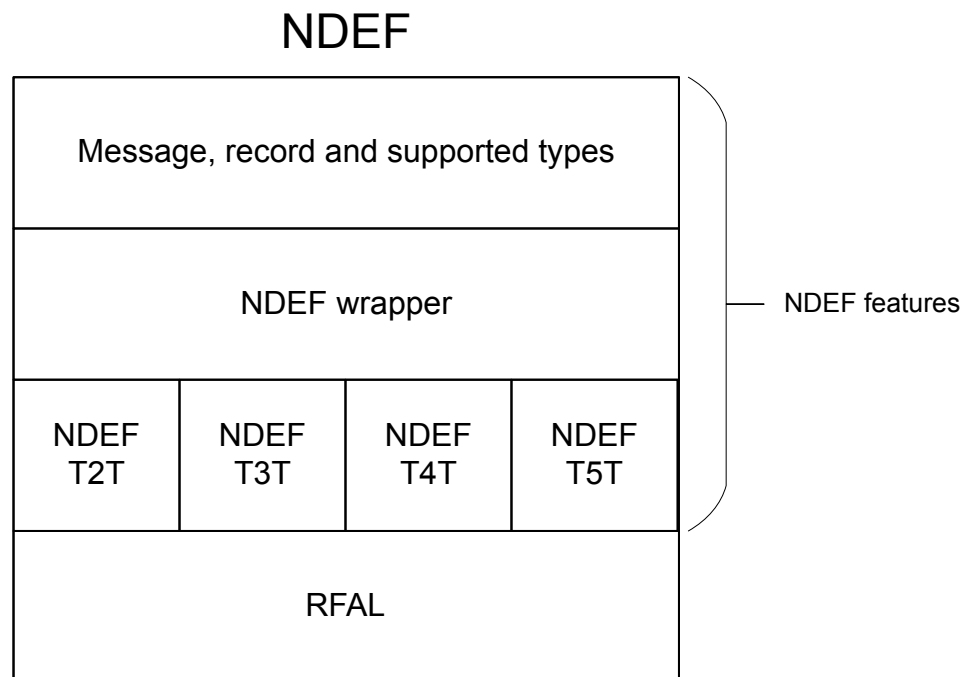 NDEF
Message, record and supported types
NDEF wrapper
NDEF features
NDEF
T2T
NDEF
T3T
NDEF
T4T
NDEF
T5T
RFAL